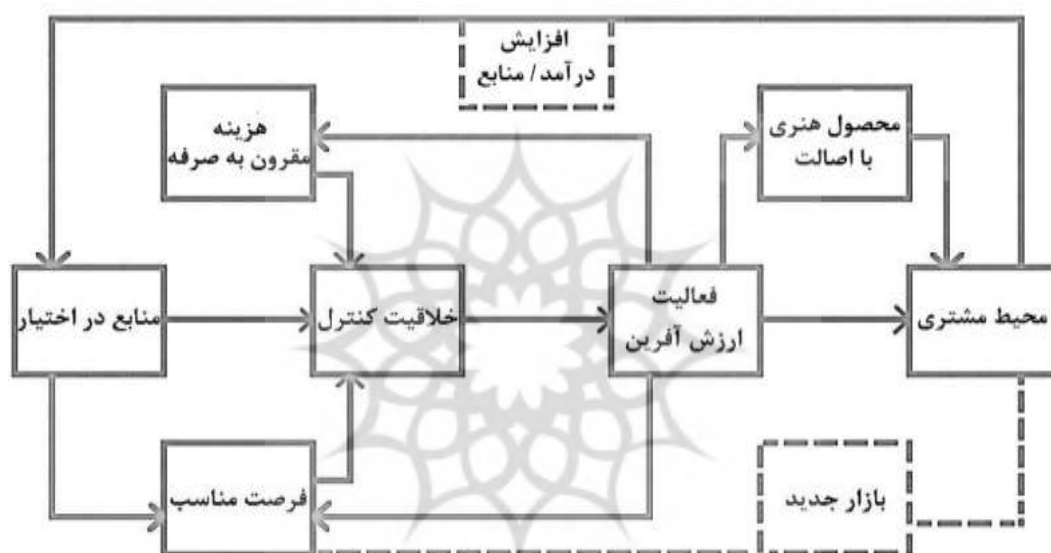 افزایش
درآمد / منابع
هزینه
مقرون به صرفه
محصول هنری
با اصالت
منابع در اختیار
خلاقیت کنترل
فعالیت
ارزش آفرین
محیط مشتری
فرصت مناسب
بازار جدید